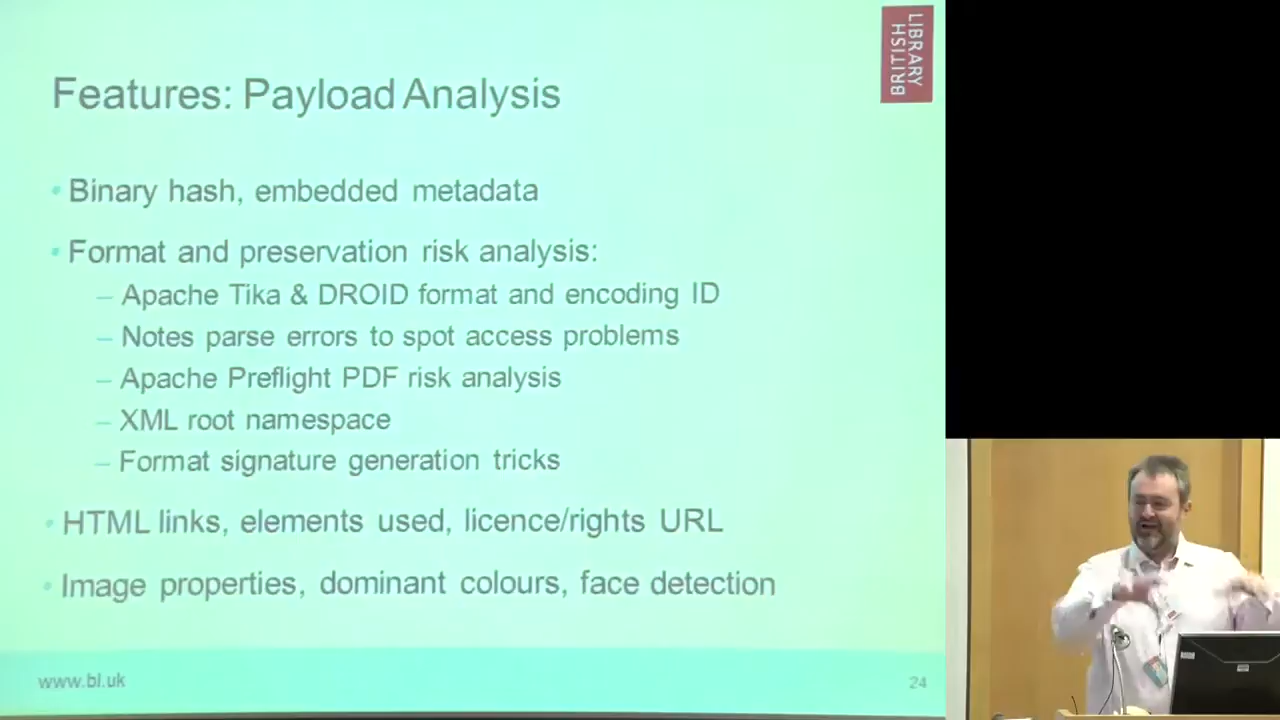 LIBRARY
BRITISH
Features: Payload Analysis
• Binary hash, embedded metadata
• Format and preservation risk analysis:
– Apache Tika & DROID format and encoding ID
– Notes parse errors to spot access problems
– Apache Preflight PDF risk analysis
– XML root namespace
– Format signature generation tricks
• HTML links, elements used, licence/rights URL
• Image properties, dominant colours, face detection
www.bl.uk
24